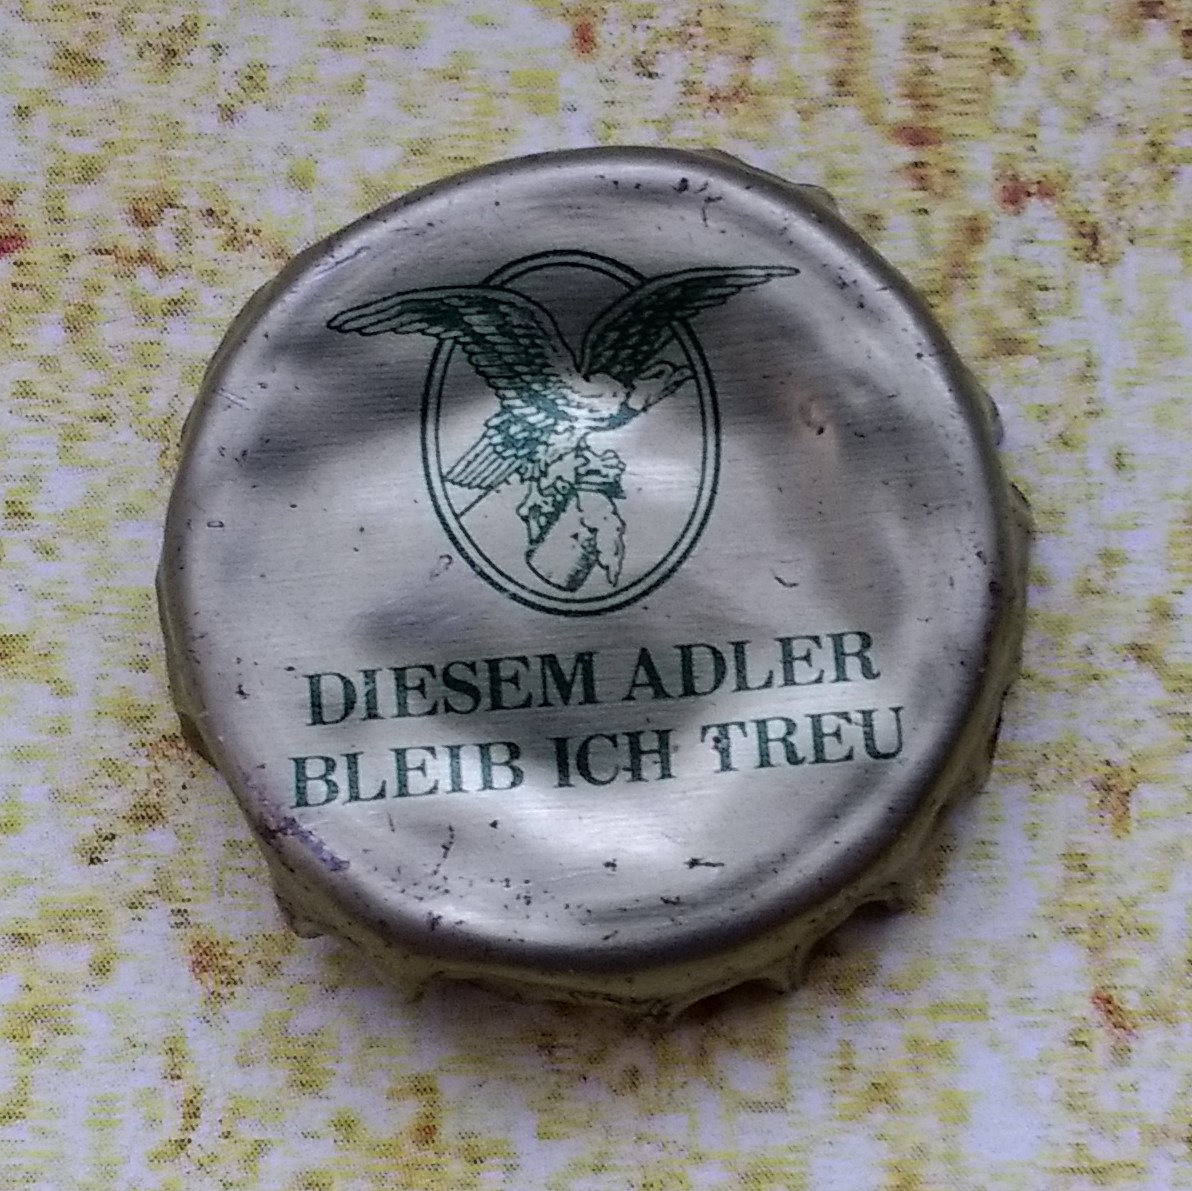 DIESEM ADLER
BLEIB ICH TREU